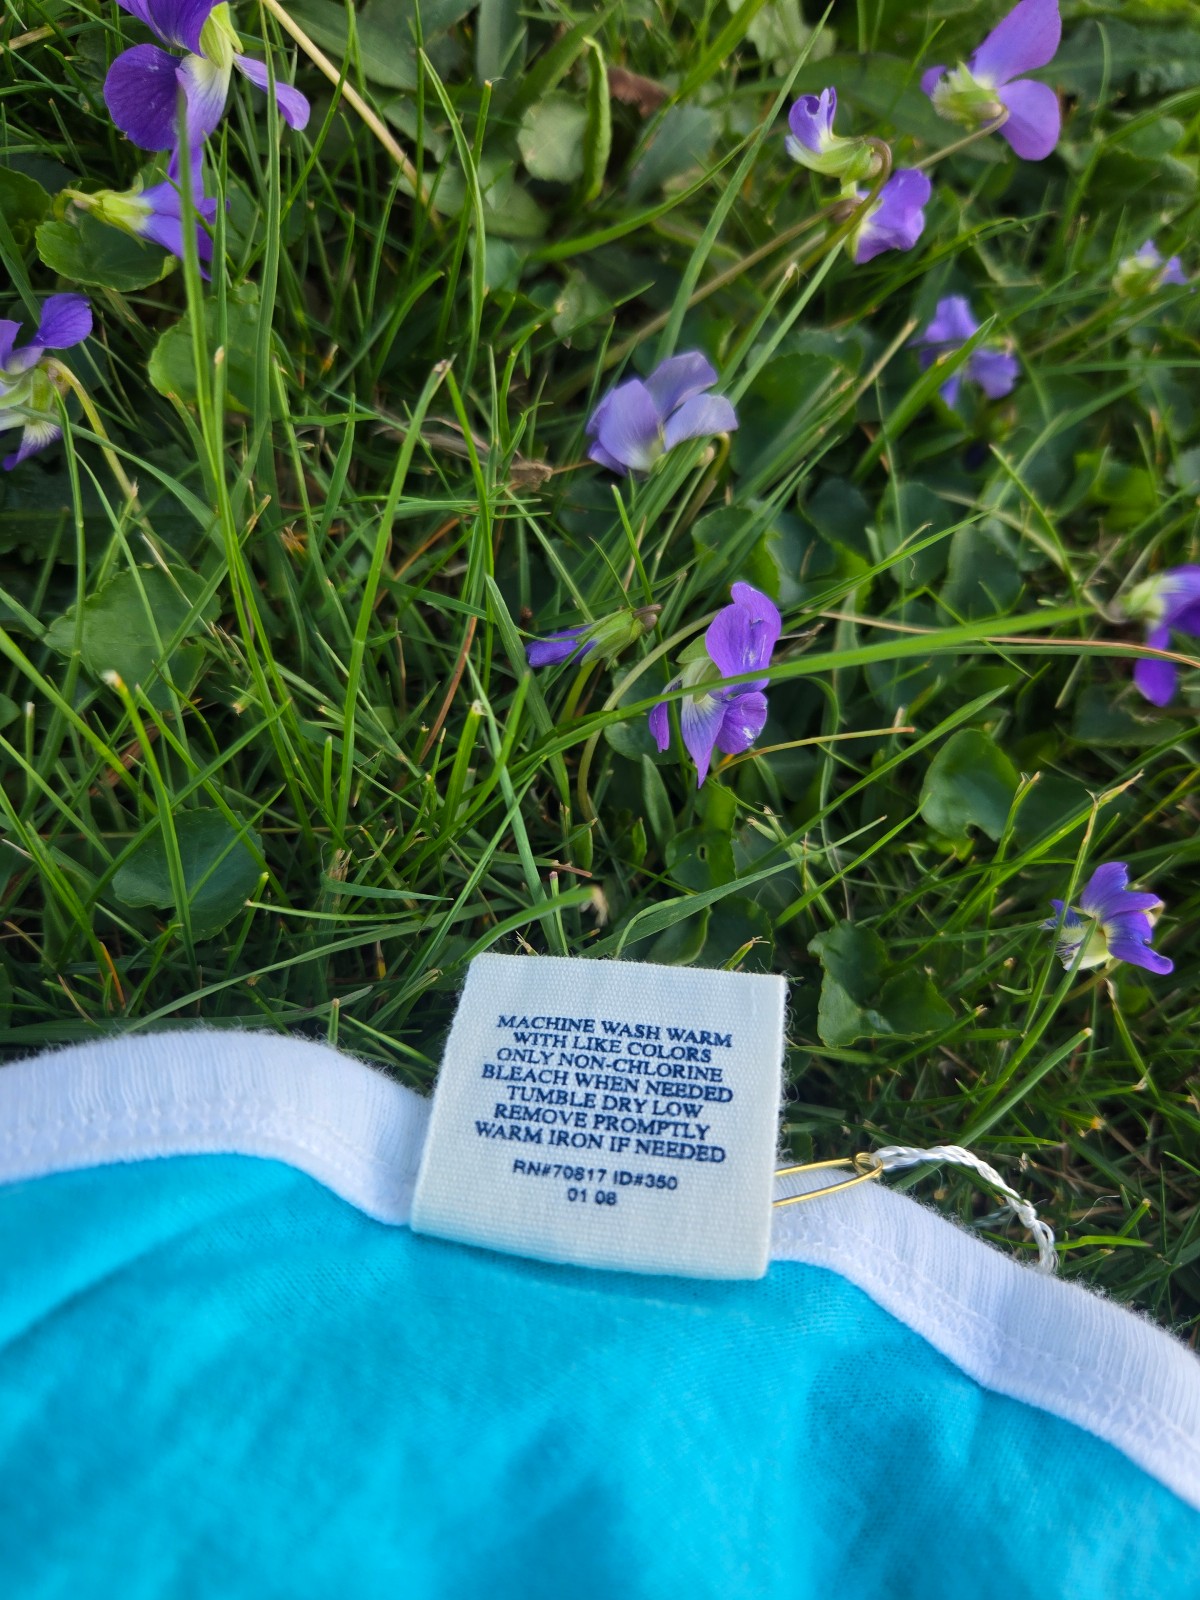 MACHINE WASH WARM
WITH LIKE COLORS
ONLY NON-CHLORINE
BLEACH WHEN NEEDED
TUMBLE DRY LOW
REMOVE PROMPTLY
WARM IRON IF NEEDED
RN#70817 ID#350
01 08